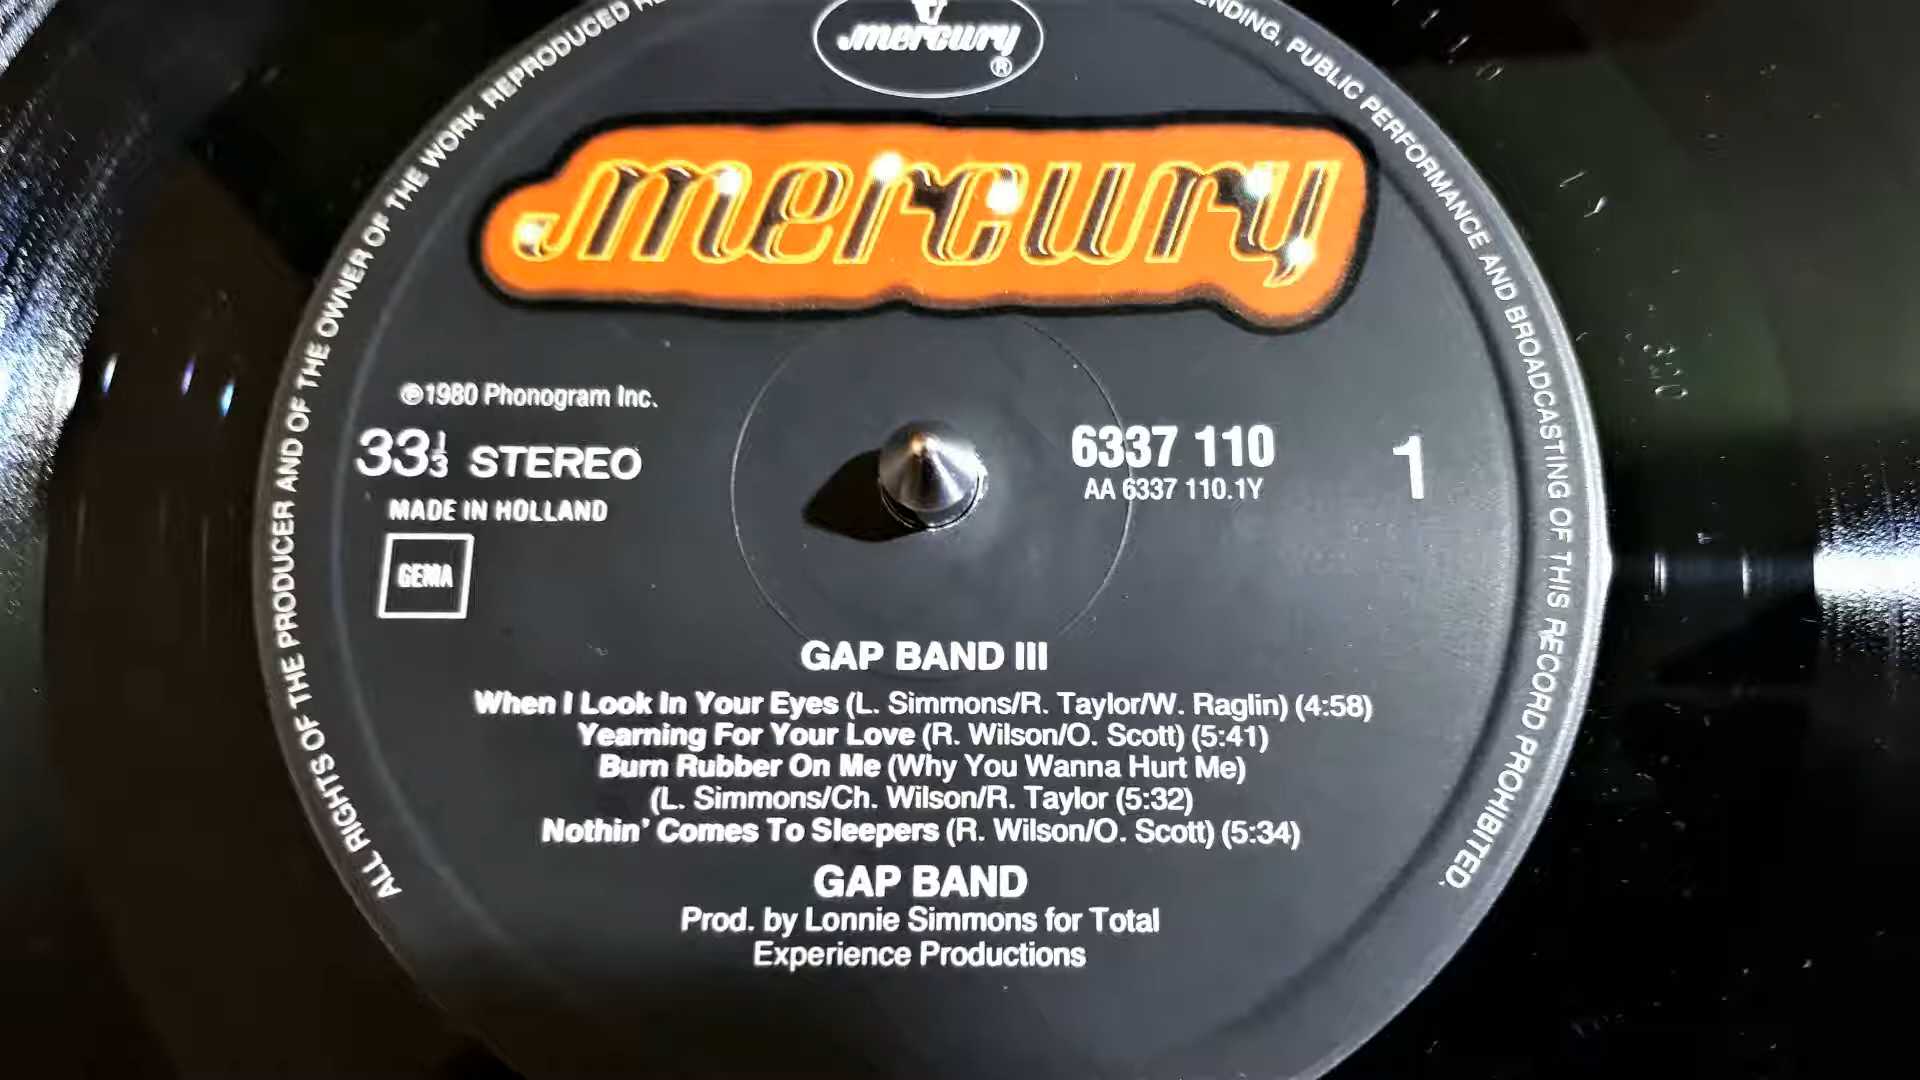 mercury
®
mercury
ALL RIGHTS OF THE PRODUCER AND OF THE OWNER OF THE WORK REPRODUCED
PUBLIC PERFORMANCE AND BROADCASTING OF THIS RECORD PROHIBITED.
℗1980 Phonogram Inc.
33⅓ STEREO
MADE IN HOLLAND
GEMA
6337 110
AA 6337 110.1Y
1
GAP BAND III
When I Look In Your Eyes (L. Simmons/R. Taylor/W. Raglin) (4:58)
Yearning For Your Love (R. Wilson/O. Scott) (5:41)
Burn Rubber On Me (Why You Wanna Hurt Me)
(L. Simmons/Ch. Wilson/R. Taylor (5:32)
Nothin' Comes To Sleepers (R. Wilson/O. Scott) (5:34)
GAP BAND
Prod. by Lonnie Simmons for Total
Experience Productions